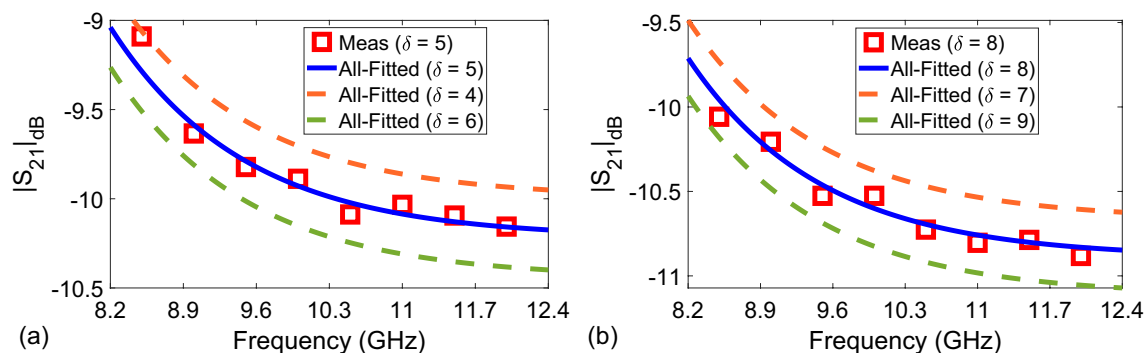 -9
-9.5
-10
-10.5
|S21|dB
Meas (δ = 5)
All-Fitted (δ = 5)
All-Fitted (δ = 4)
All-Fitted (δ = 6)
8.2 8.9 9.6 10.3 11 11.7 12.4
Frequency (GHz)
(a)
-9.5
-10
-10.5
-11
|S21|dB
Meas (δ = 8)
All-Fitted (δ = 8)
All-Fitted (δ = 7)
All-Fitted (δ = 9)
8.2 8.9 9.6 10.3 11 11.7 12.4
Frequency (GHz)
(b)